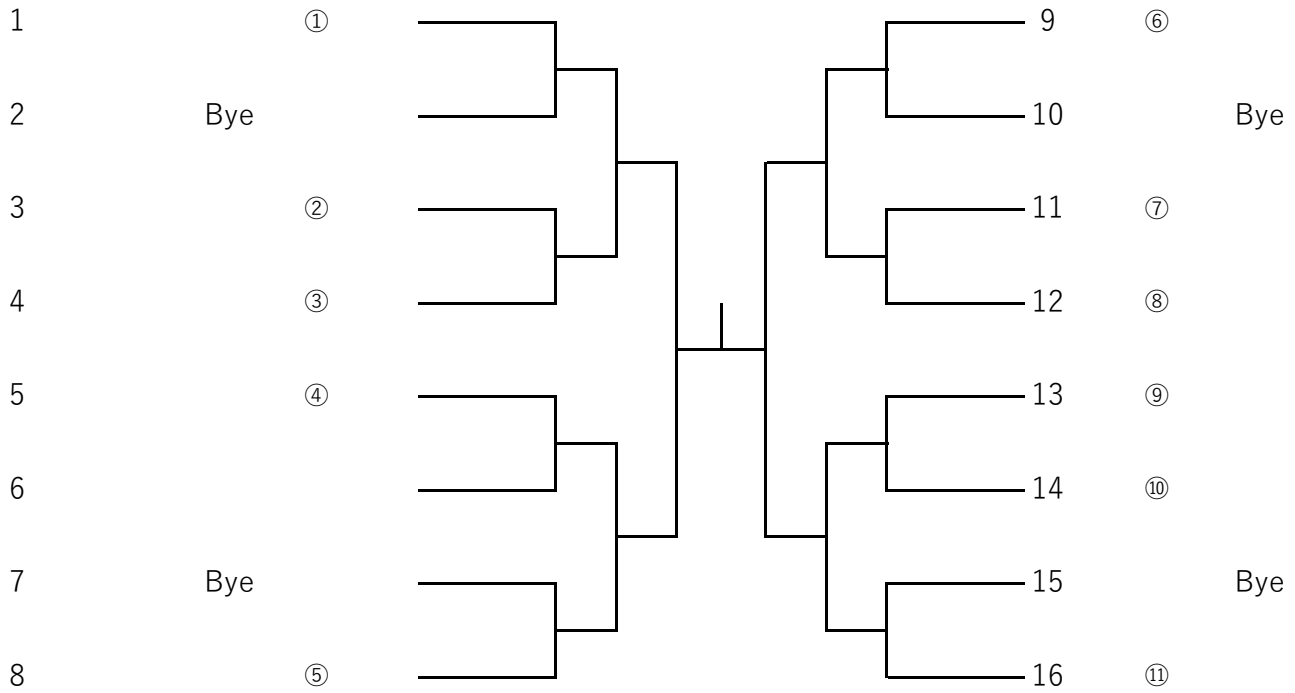 1 ① 9 ⑥
2 Bye 10 Bye
3 ② 11 ⑦
4 ③ 12 ⑧
5 ④ 13 ⑨
6 14 ⑩
7 Bye 15 Bye
8 ⑤ 16 ⑪